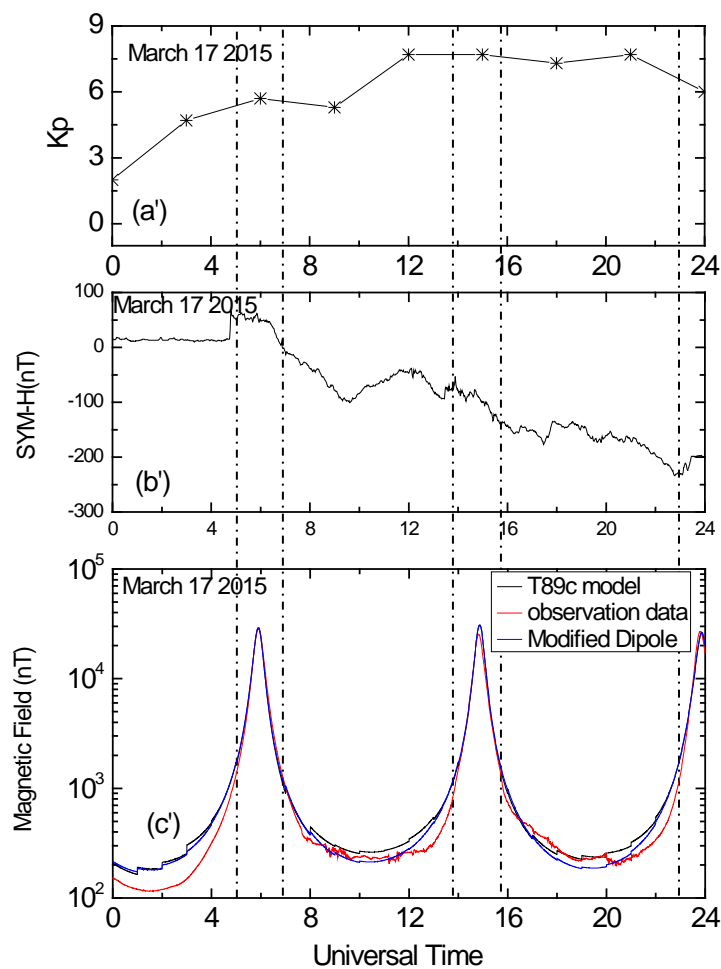 9
6
3
0
Kp
March 17 2015
(a')
0 4 8 12 16 20 24
100
0
-100
-200
-300
SYM-H(nT)
March 17 2015
(b')
0 4 8 12 16 20 24
10^5
10^4
10^3
10^2
Magnetic Field (nT)
March 17 2015
T89c model
observation data
Modified Dipole
(c')
0 4 8 12 16 20 24
Universal Time